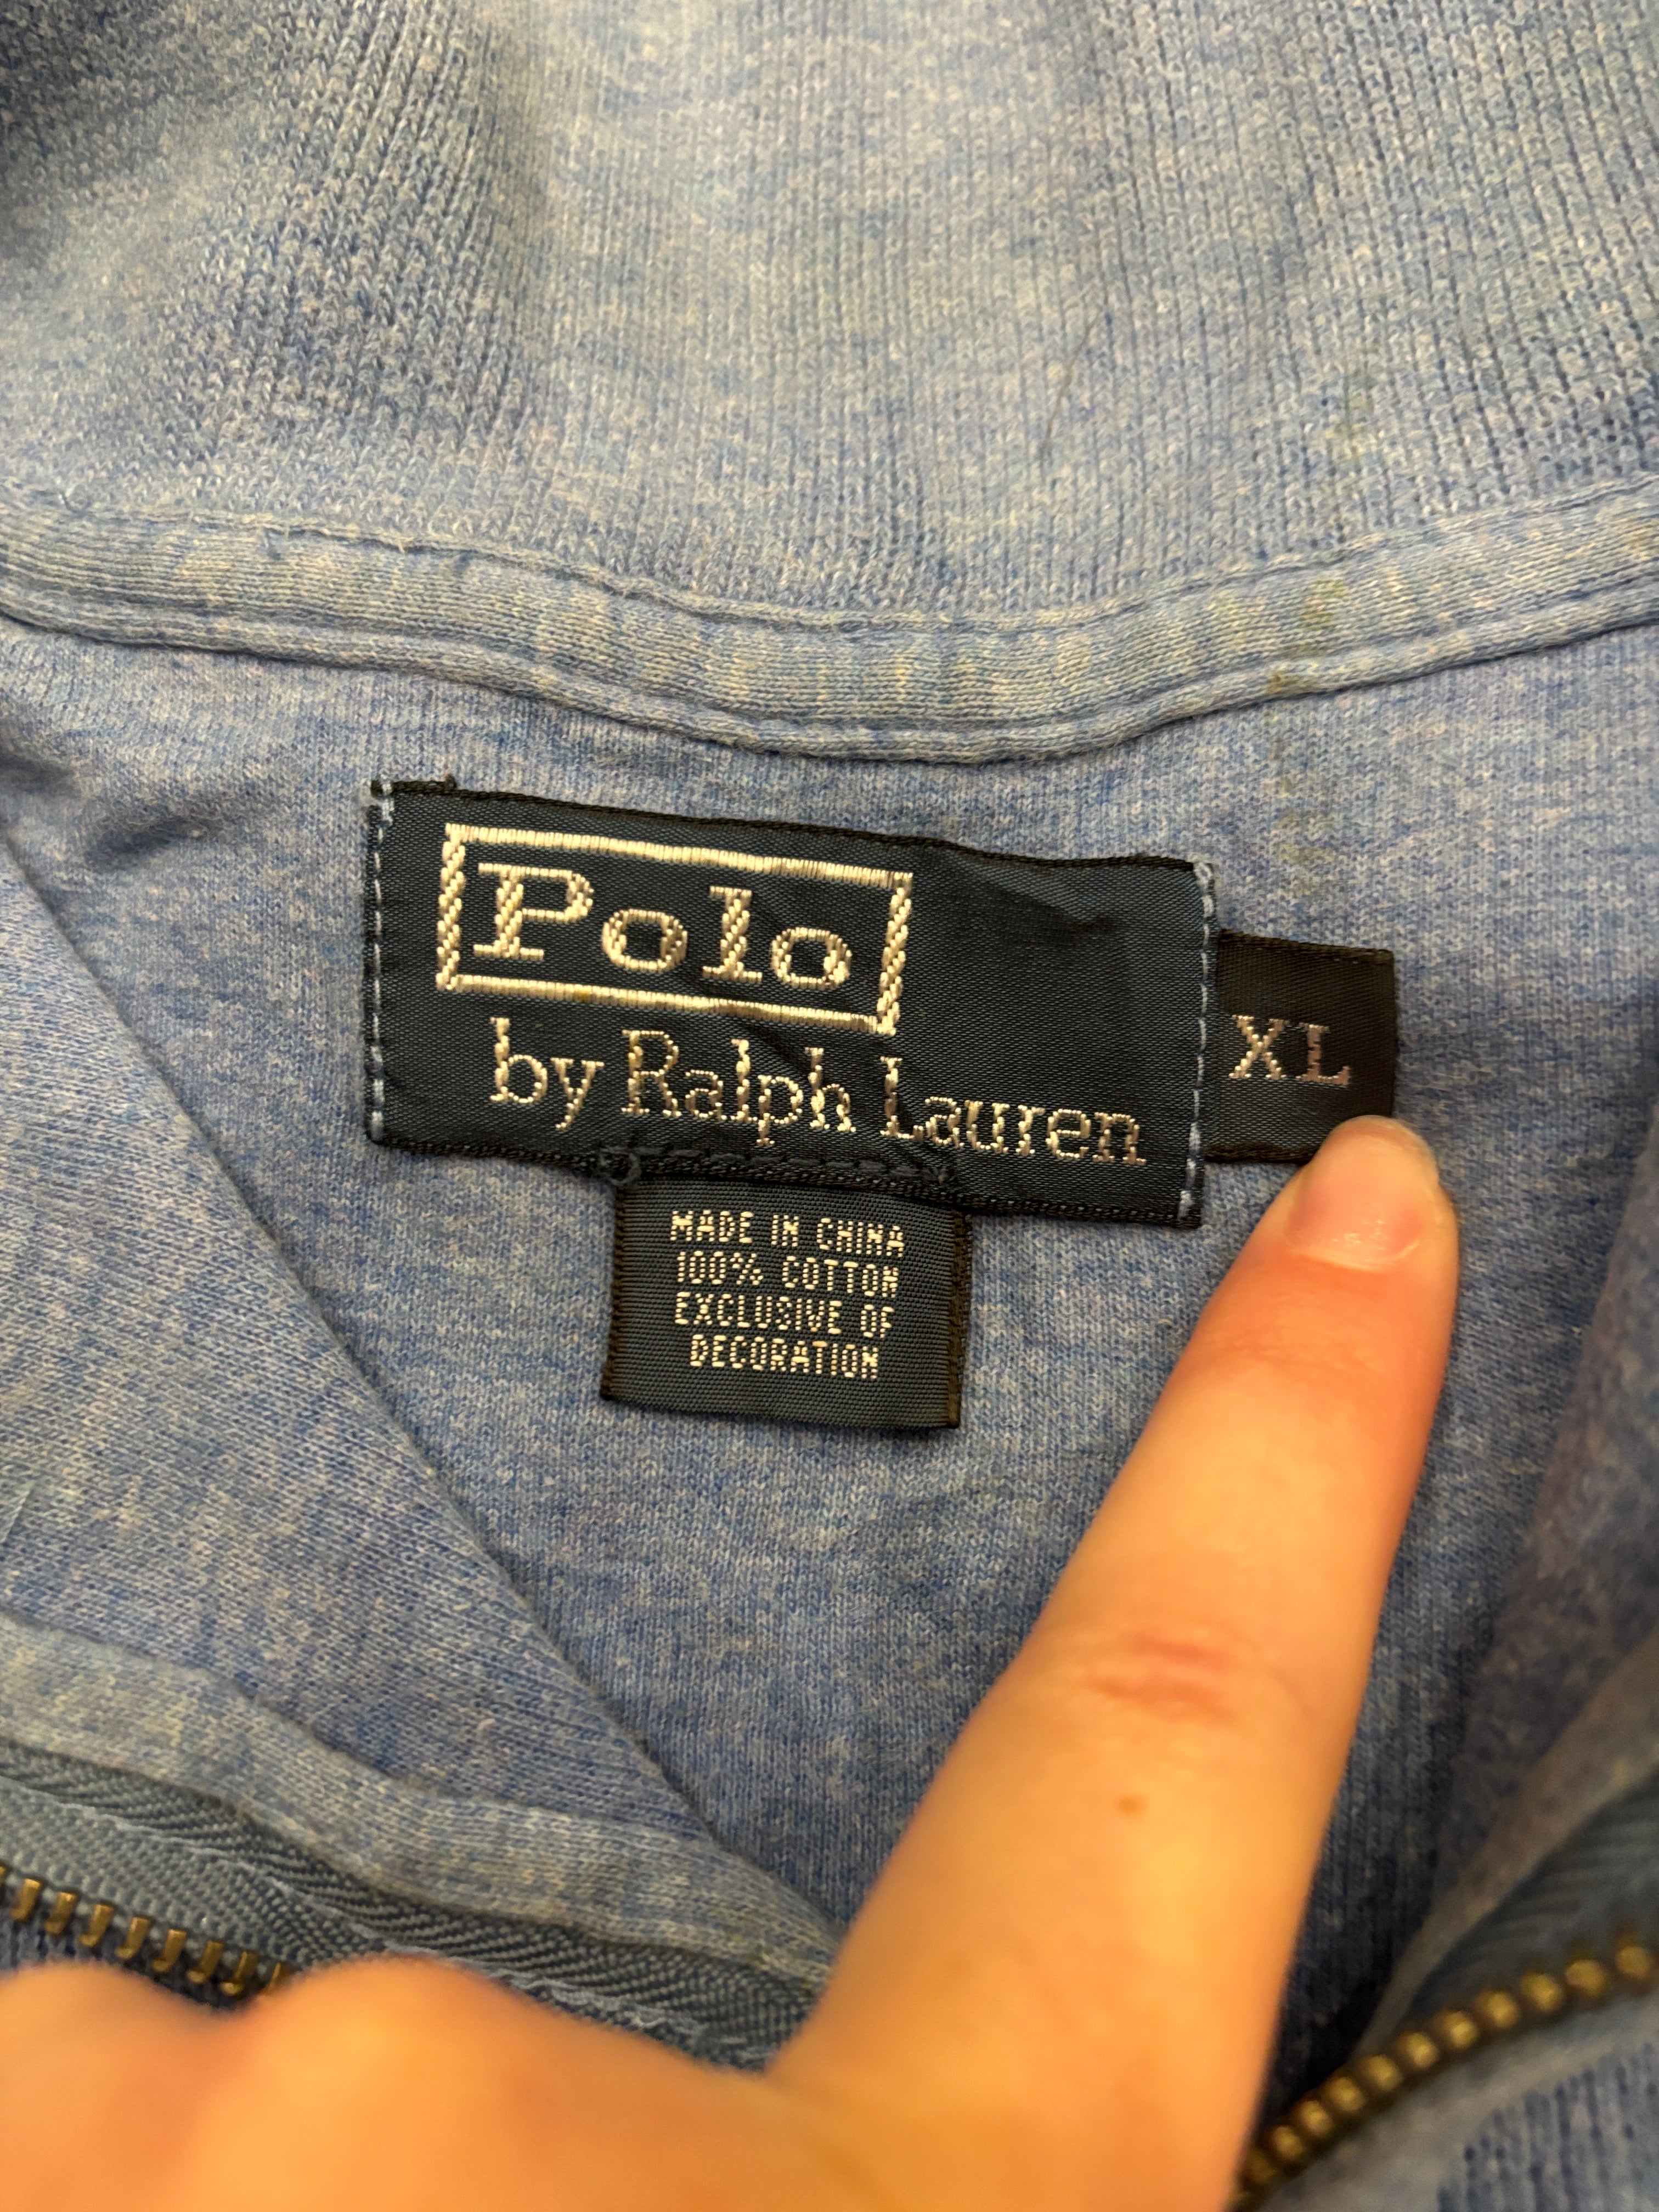 Polo
by Ralph Lauren
XL
MADE IN CHINA
100% COTTON
EXCLUSIVE OF
DECORATION